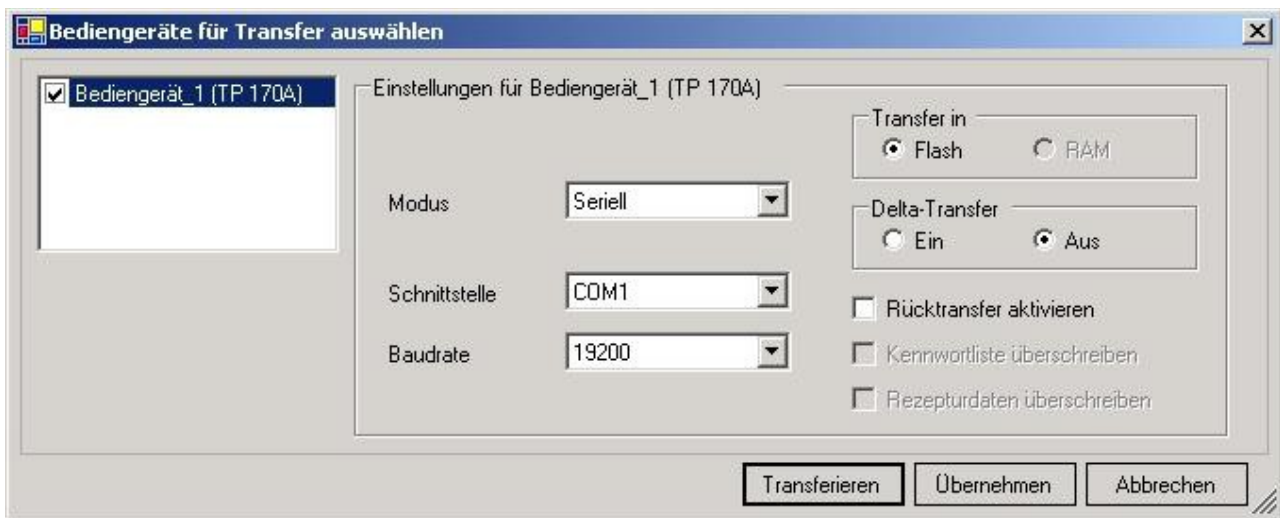 Bediengeräte für Transfer auswählen
Bediengerät_1 (TP 170A)
Einstellungen für Bediengerät_1 (TP 170A)
Transfer in
Flash RAM
Modus Seriell
Delta-Transfer
Ein Aus
Schnittstelle COM1
Rücktransfer aktivieren
Baudrate 19200
Kennwortliste überschreiben
Rezepturdaten überschreiben
Transferieren Übernehmen Abbrechen